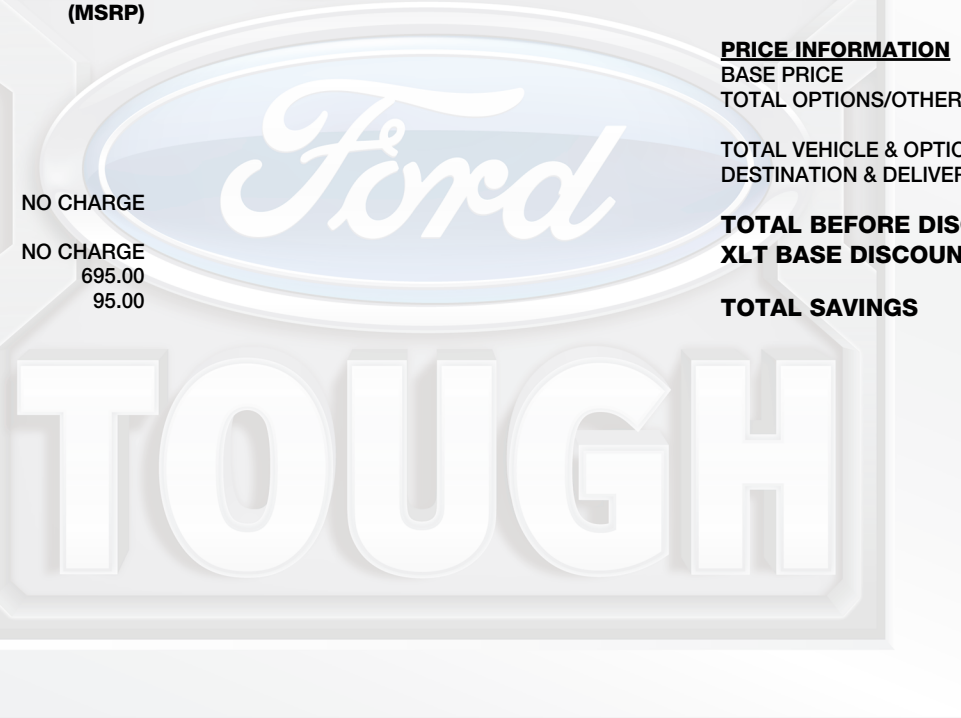 (MSRP)
NO CHARGE
NO CHARGE
695.00
95.00
PRICE INFORMATION
BASE PRICE
TOTAL OPTIONS/OTHER
TOTAL VEHICLE & OPTIO
DESTINATION & DELIVER
TOTAL BEFORE DIS
XLT BASE DISCOUN
TOTAL SAVINGS
Ford
TOUGH